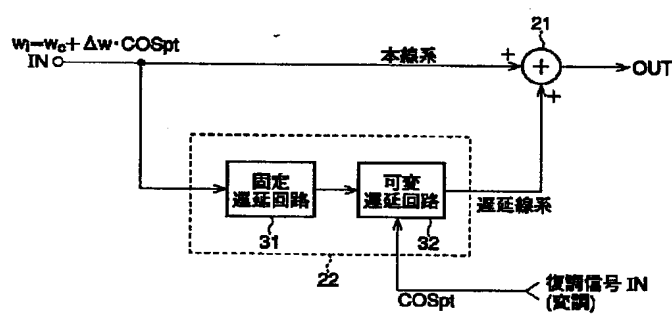 wi=wc+Δw·COSpt
IN
本線系
+
21
+
OUT
+
固定
遅延回路
可変
遅延回路
遅延線系
31
32
22
COSpt
復調信号 IN
(変調)